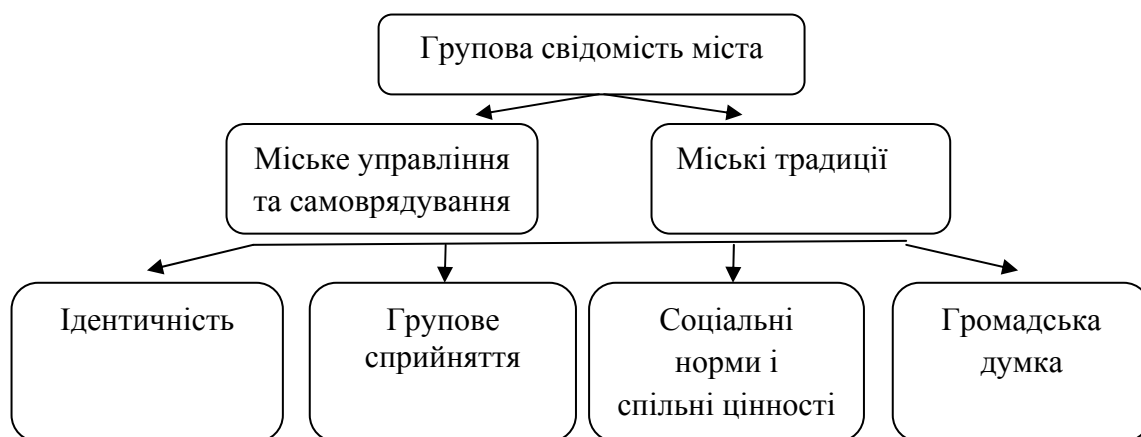 Групова свідомість міста
Міське управління
та самоврядування
Міські традиції
Ідентичність
Групове
сприйняття
Соціальні
норми і
спільні цінності
Громадська
думка